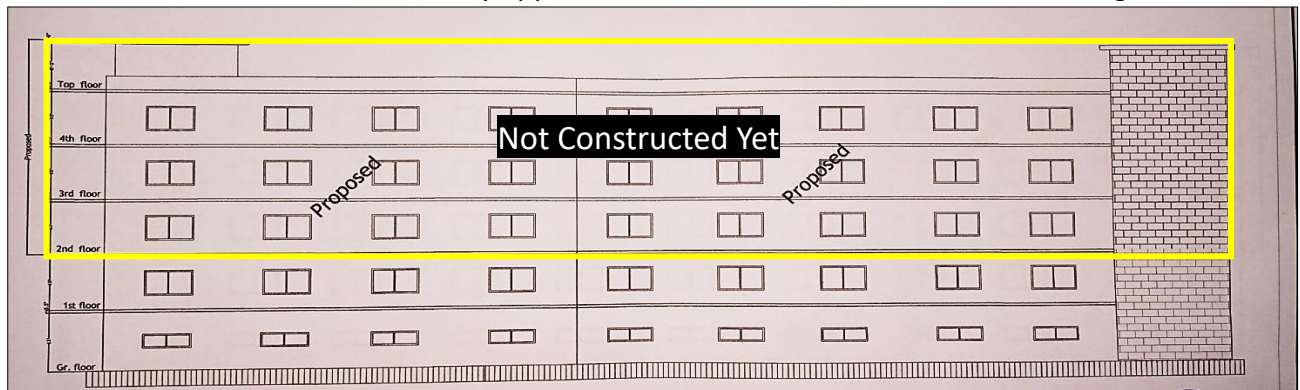 Top floor
Not Constructed Yet
4th floor
Proposed
Proposed
Proposed
3rd floor
2nd floor
1st floor
Gr. floor